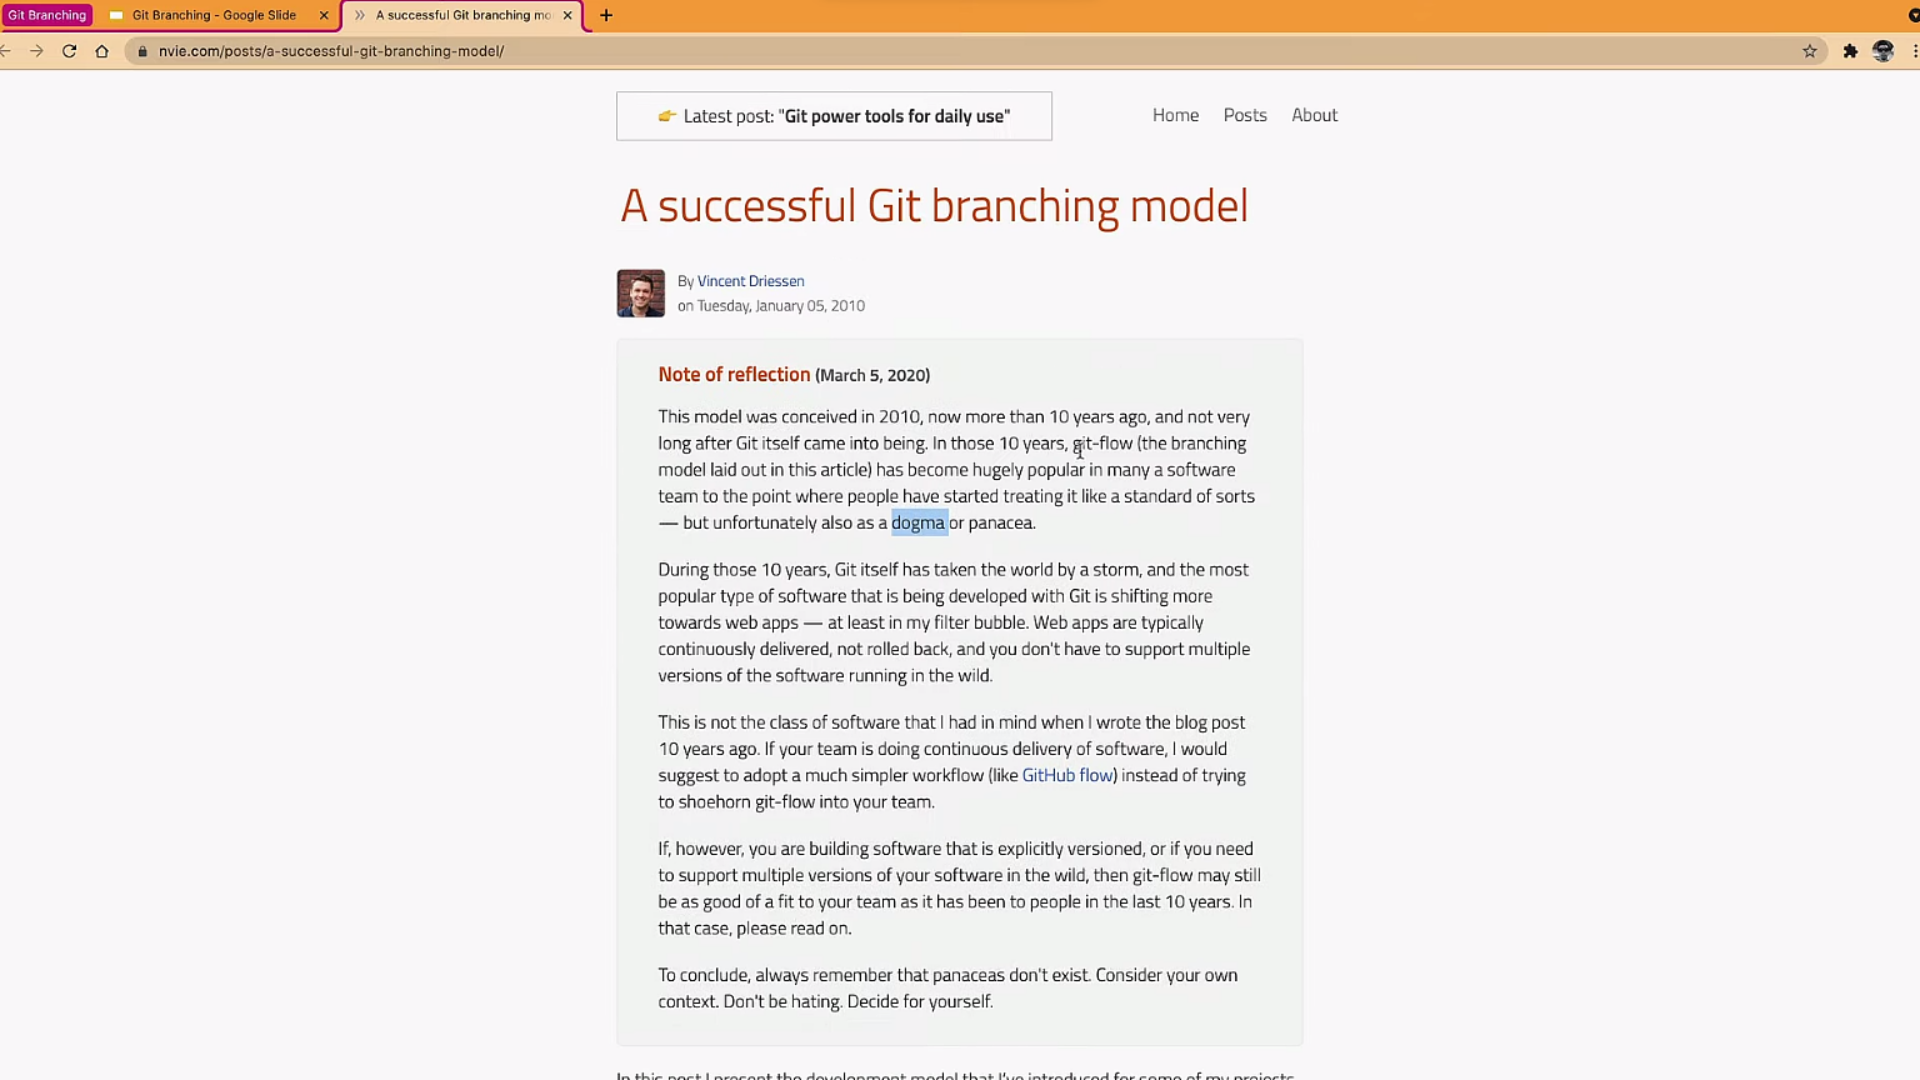 Git Branching
Git Branching - Google Slide
A successful Git branching mo
nvie.com/posts/a-successful-git-branching-model/
👉 Latest post: "Git power tools for daily use"
Home Posts About
A successful Git branching model
By Vincent Driessen
on Tuesday, January 05, 2010
Note of reflection (March 5, 2020)
This model was conceived in 2010, now more than 10 years ago, and not very
long after Git itself came into being. In those 10 years, git-flow (the branching
model laid out in this article) has become hugely popular in many a software
team to the point where people have started treating it like a standard of sorts
— but unfortunately also as a dogma or panacea.
During those 10 years, Git itself has taken the world by a storm, and the most
popular type of software that is being developed with Git is shifting more
towards web apps — at least in my filter bubble. Web apps are typically
continuously delivered, not rolled back, and you don't have to support multiple
versions of the software running in the wild.
This is not the class of software that I had in mind when I wrote the blog post
10 years ago. If your team is doing continuous delivery of software, I would
suggest to adopt a much simpler workflow (like GitHub flow) instead of trying
to shoehorn git-flow into your team.
If, however, you are building software that is explicitly versioned, or if you need
to support multiple versions of your software in the wild, then git-flow may still
be as good of a fit to your team as it has been to people in the last 10 years. In
that case, please read on.
To conclude, always remember that panaceas don't exist. Consider your own
context. Don't be hating. Decide for yourself.
In this post I present the development model that I've introduced for some of my projects